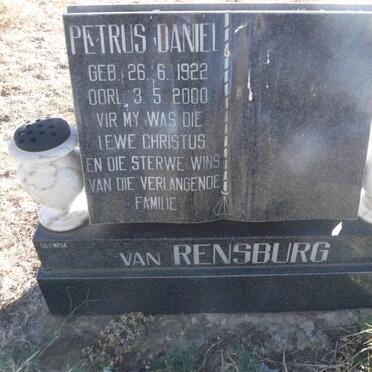 PETRUS DANIEL
GEB. 26. 6. 1922
OORL. 3. 5. 2000
VIR MY WAS DIE
LEWE CHRISTUS
EN DIE STERWE WINS
VAN DIE VERLANGENDE
FAMILIE
OLYMPIA
VAN RENSBURG